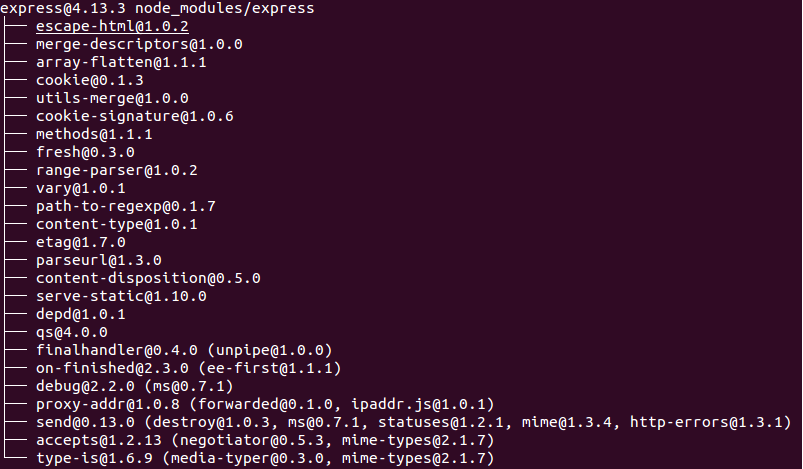 express@4.13.3 node_modules/express
├── escape-html@1.0.2
├── merge-descriptors@1.0.0
├── array-flatten@1.1.1
├── cookie@0.1.3
├── utils-merge@1.0.0
├── cookie-signature@1.0.6
├── methods@1.1.1
├── fresh@0.3.0
├── range-parser@1.0.2
├── vary@1.0.1
├── path-to-regexp@0.1.7
├── content-type@1.0.1
├── etag@1.7.0
├── parseurl@1.3.0
├── content-disposition@0.5.0
├── serve-static@1.10.0
├── depd@1.0.1
├── qs@4.0.0
├── finalhandler@0.4.0 (unpipe@1.0.0)
├── on-finished@2.3.0 (ee-first@1.1.1)
├── debug@2.2.0 (ms@0.7.1)
├── proxy-addr@1.0.8 (forwarded@0.1.0, ipaddr.js@1.0.1)
├── send@0.13.0 (destroy@1.0.3, ms@0.7.1, statuses@1.2.1, mime@1.3.4, http-errors@1.3.1)
├── accepts@1.2.13 (negotiator@0.5.3, mime-types@2.1.7)
└── type-is@1.6.9 (media-typer@0.3.0, mime-types@2.1.7)